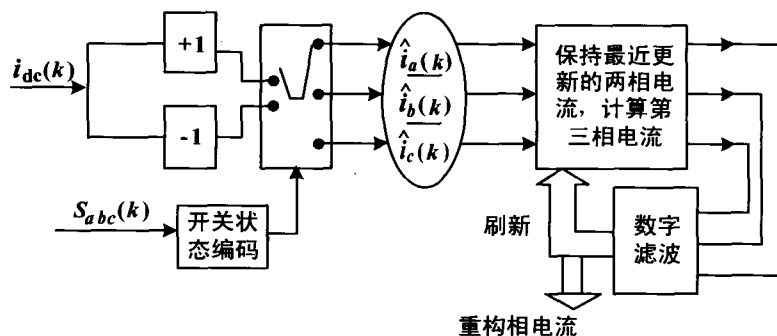 i_dc(k)
+1
-1
S_abc(k)
开关状
态编码
î_a(k)
î_b(k)
î_c(k)
保持最近更
新的两相电
流，计算第
三相电流
刷新
数字
滤波
重构相电流